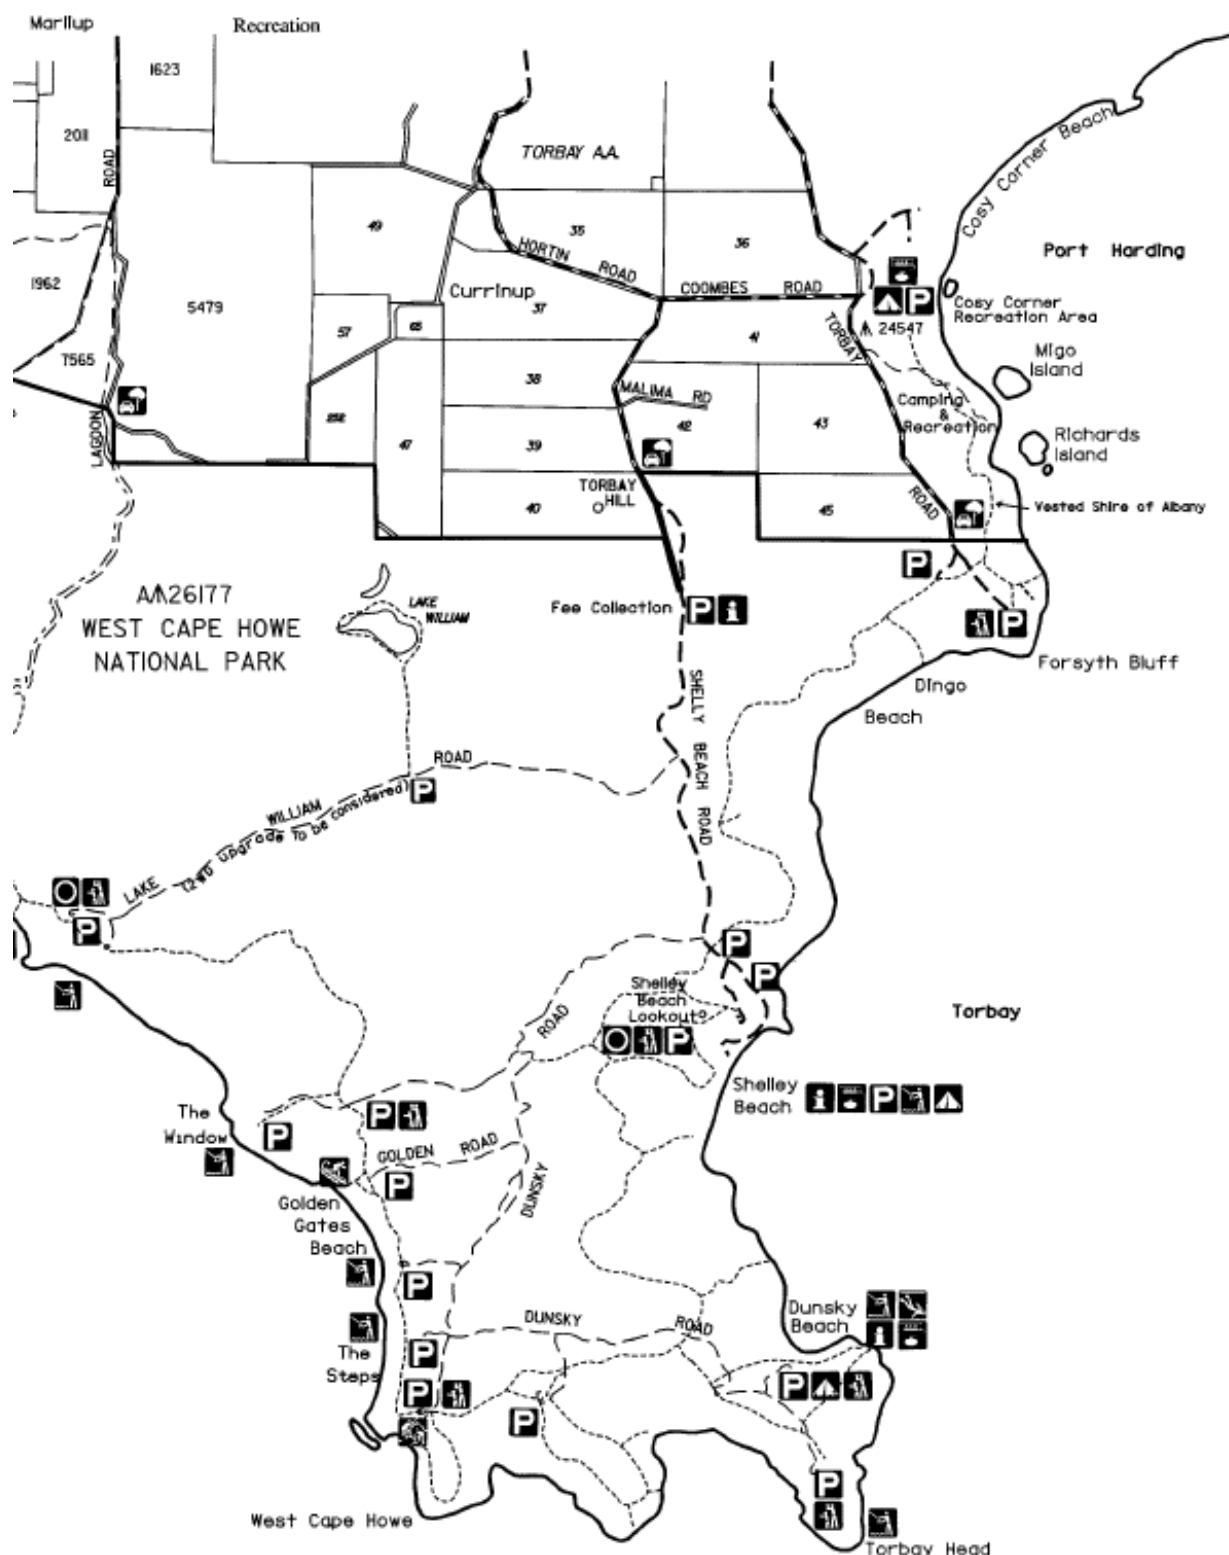 Marllup
Recreation
1623
2011
ROAD
TORBAY A.A.
Cosy Corner Beach
49
35
36
HORTIN ROAD
Port Harding
1962
5479
Currinup
37
COOMBES ROAD
P
Cosy Corner
Recreation Area
57
65
41
TORBAY
24547
7565
Migo
Island
38
MALIMA RD
Camping
&
Recreation
LAGOON
47
39
42
43
Richards
Island
TORBAY
HILL
40
45
ROAD
Vested Shire of Albany
P
A 26177
WEST CAPE HOWE
NATIONAL PARK
LAKE
WILLIAM
Fee Collection
P i
P
Forsyth Bluff
Dingo
Beach
SHELLY BEACH ROAD
LAKE WILLIAM ROAD
(2wd upgrade To be considered)
P
P
P
P
Shelley
Beach
Lookout
P
ROAD
Torbay
Shelley
Beach
i P
The
Window
P
P
GOLDEN ROAD
P
DUNSKY
Golden
Gates
Beach
P
DUNSKY ROAD
Dunsky
Beach
i
The
Steps
P
P
P
P
P
West Cape Howe
Torbay Head